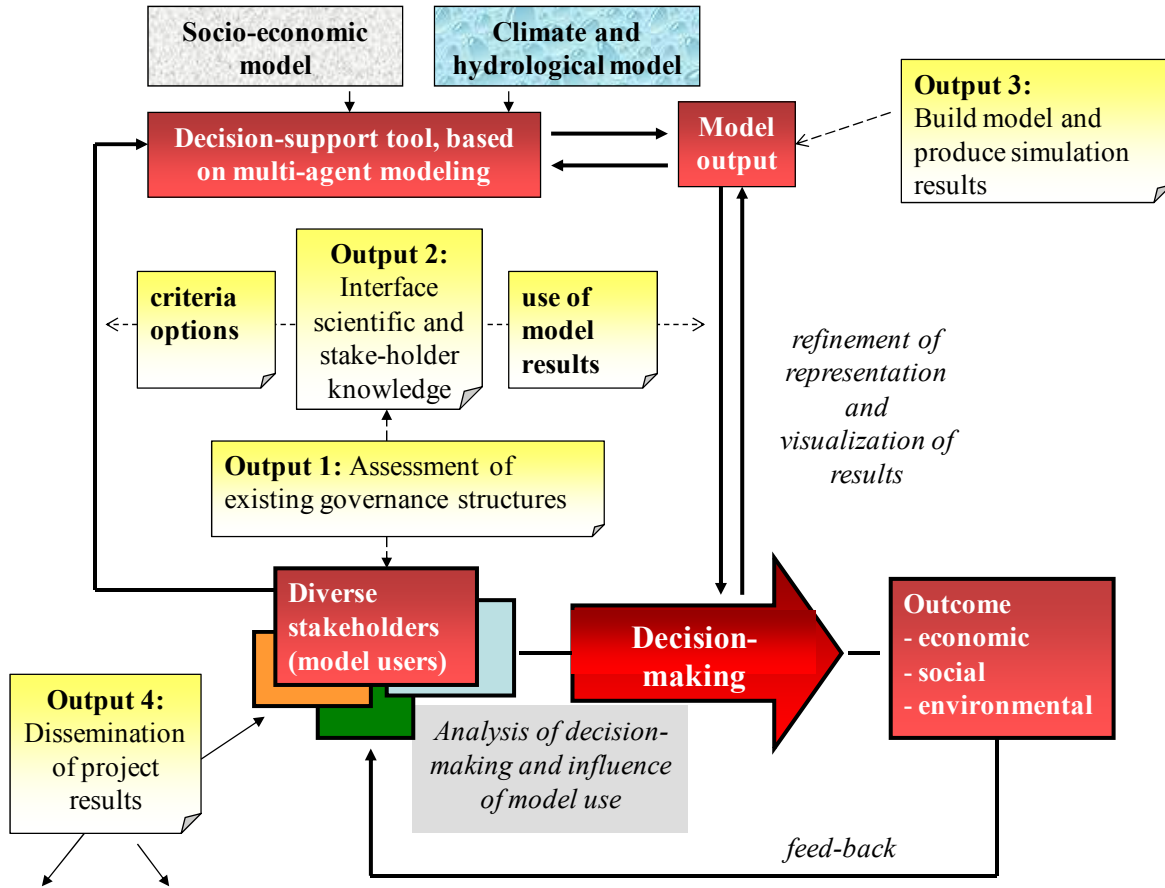 Socio-economic
model
Climate and
hydrological model
Output 3:
Build model and
produce simulation
results
Decision-support tool, based
on multi-agent modeling
Model
output
criteria
options
Output 2:
Interface
scientific and
stake-holder
knowledge
use of
model
results
refinement of
representation
and
visualization of
results
Output 1: Assessment of
existing governance structures
Diverse
stakeholders
(model users)
Decision-
making
Outcome
- economic
- social
- environmental
Output 4:
Dissemination
of project
results
Analysis of decision-
making and influence
of model use
feed-back